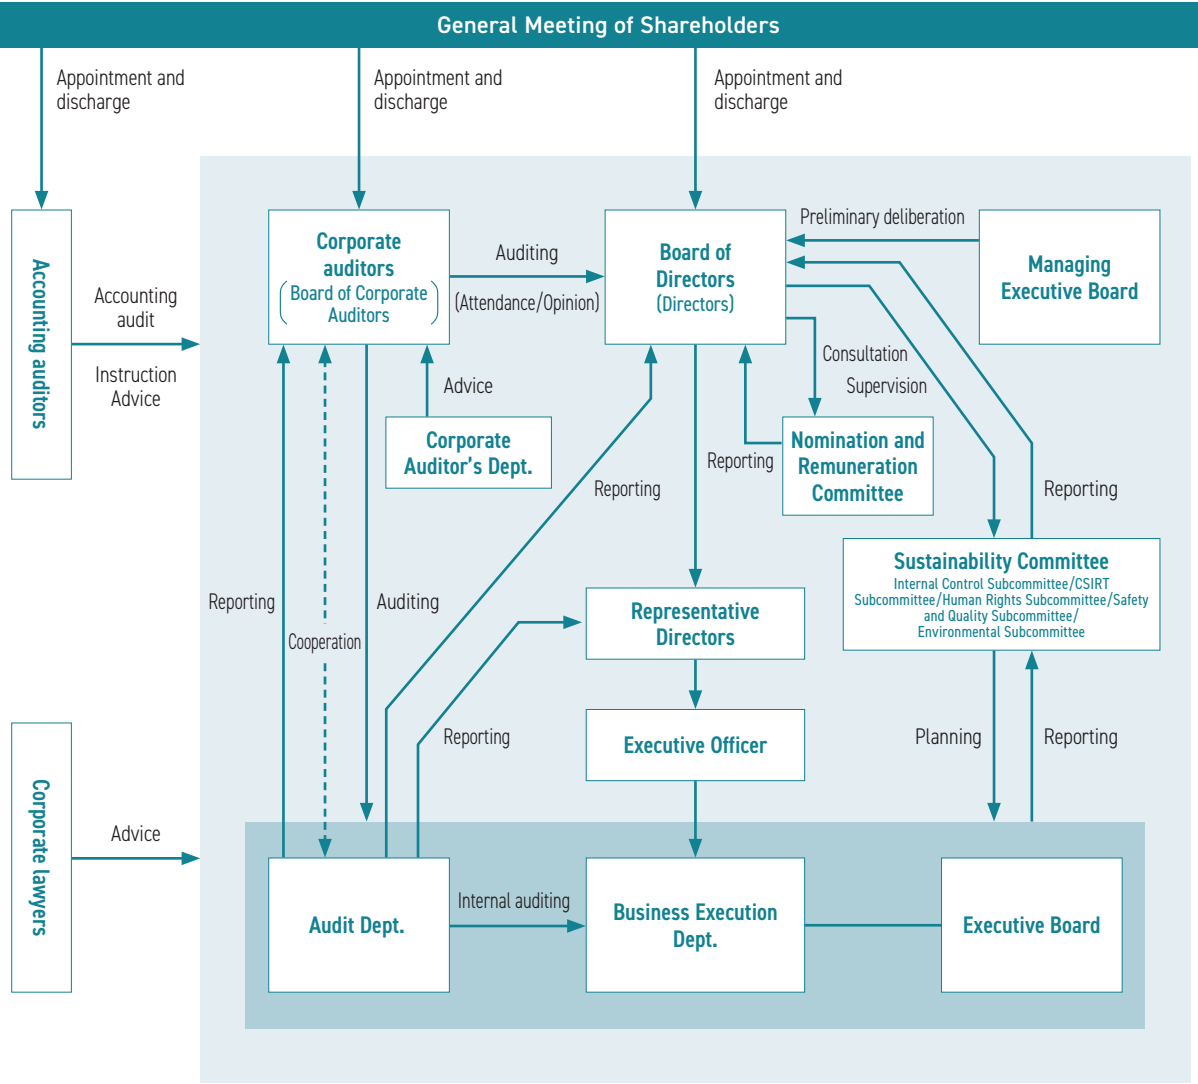 General Meeting of Shareholders
Appointment and
discharge
Appointment and
discharge
Appointment and
discharge
Accounting auditors
Accounting
audit
Instruction
Advice
Corporate
auditors
(Board of Corporate
Auditors)
Auditing
(Attendance/Opinion)
Board of
Directors
(Directors)
Preliminary deliberation
Managing
Executive Board
Consultation
Supervision
Advice
Corporate
Auditor's Dept.
Reporting
Reporting
Nomination and
Remuneration
Committee
Reporting
Sustainability Committee
Internal Control Subcommittee/CSIRT
Subcommittee/Human Rights Subcommittee/Safety
and Quality Subcommittee/
Environmental Subcommittee
Reporting
Cooperation
Auditing
Representative
Directors
Reporting
Executive Officer
Planning
Reporting
Corporate lawyers
Advice
Audit Dept.
Internal auditing
Business Execution
Dept.
Executive Board